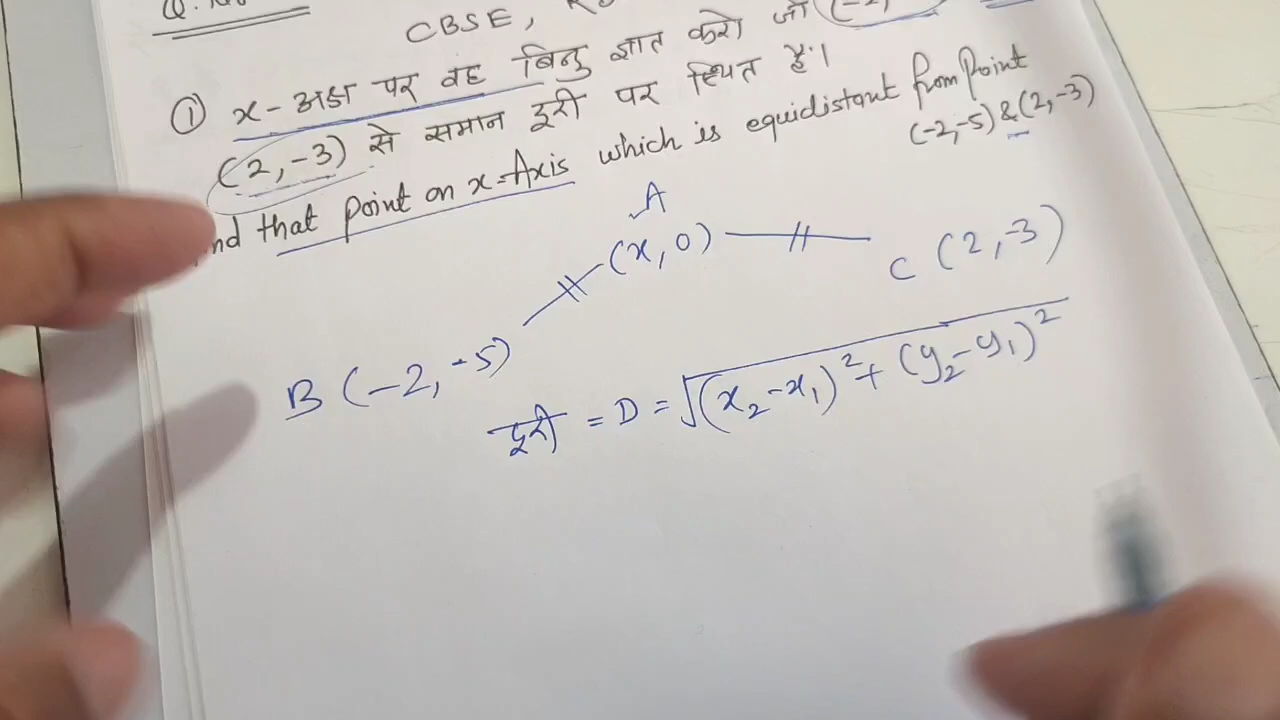 CBSE,
① x-अक्ष पर वह बिन्दु ज्ञात करो जो (-2,
(2,-3) से समान दूरी पर स्थित है।
nd that point on x-Axis which is equidistant from point
(-2,-5) & (2,-3)
A
(x, 0)
C (2, -3)
B (-2, -5)
दूरी = D = √(x₂-x₁)²+(y₂-y₁)²